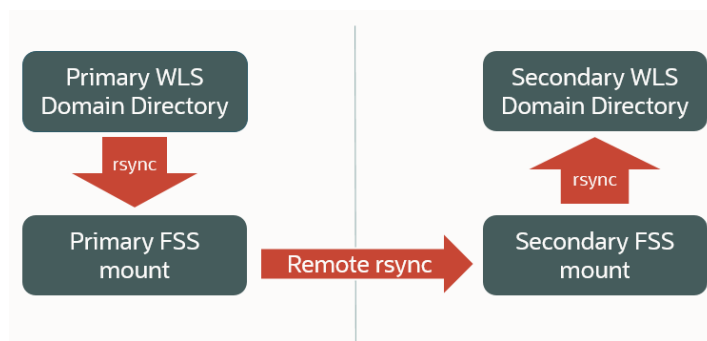 Primary WLS
Domain Directory
rsync
Primary FSS
mount
Remote rsync
Secondary FSS
mount
rsync
Secondary WLS
Domain Directory